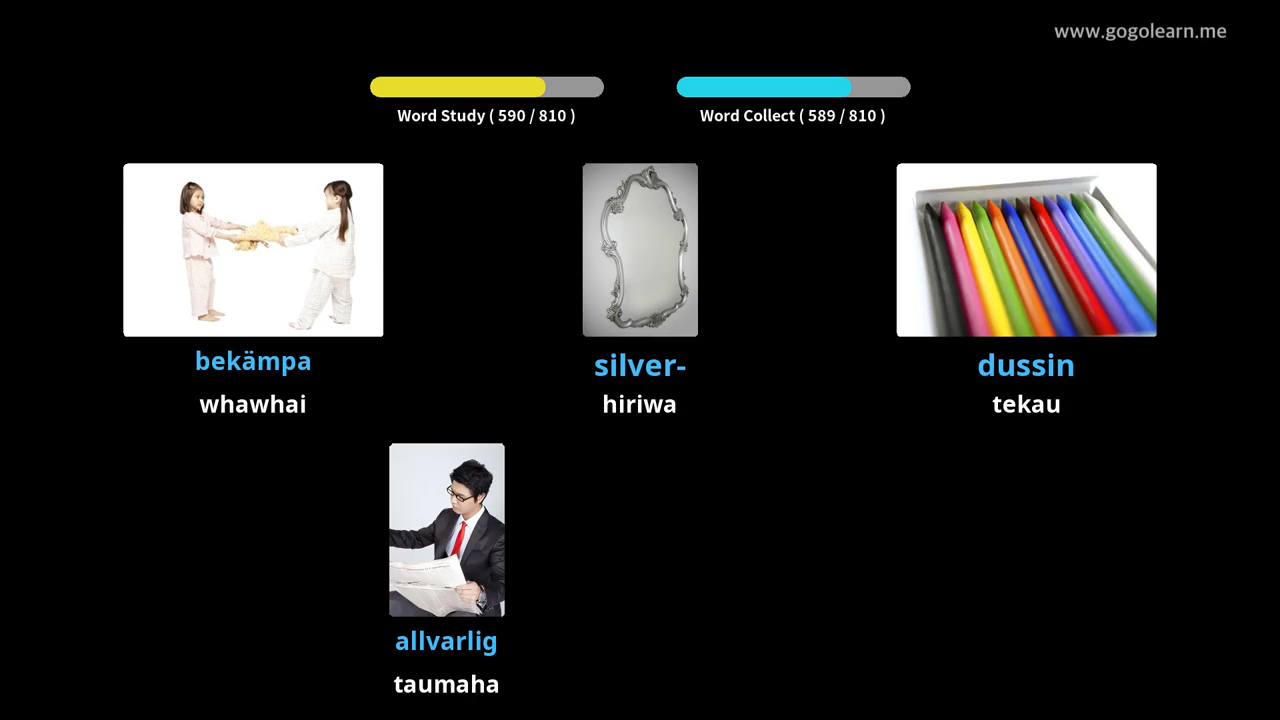 www.gogolearn.me
Word Study ( 590 / 810 )
Word Collect ( 589 / 810 )
bekämpa
whawhai
silver-
hiriwa
dussin
tekau
allvarlig
taumaha